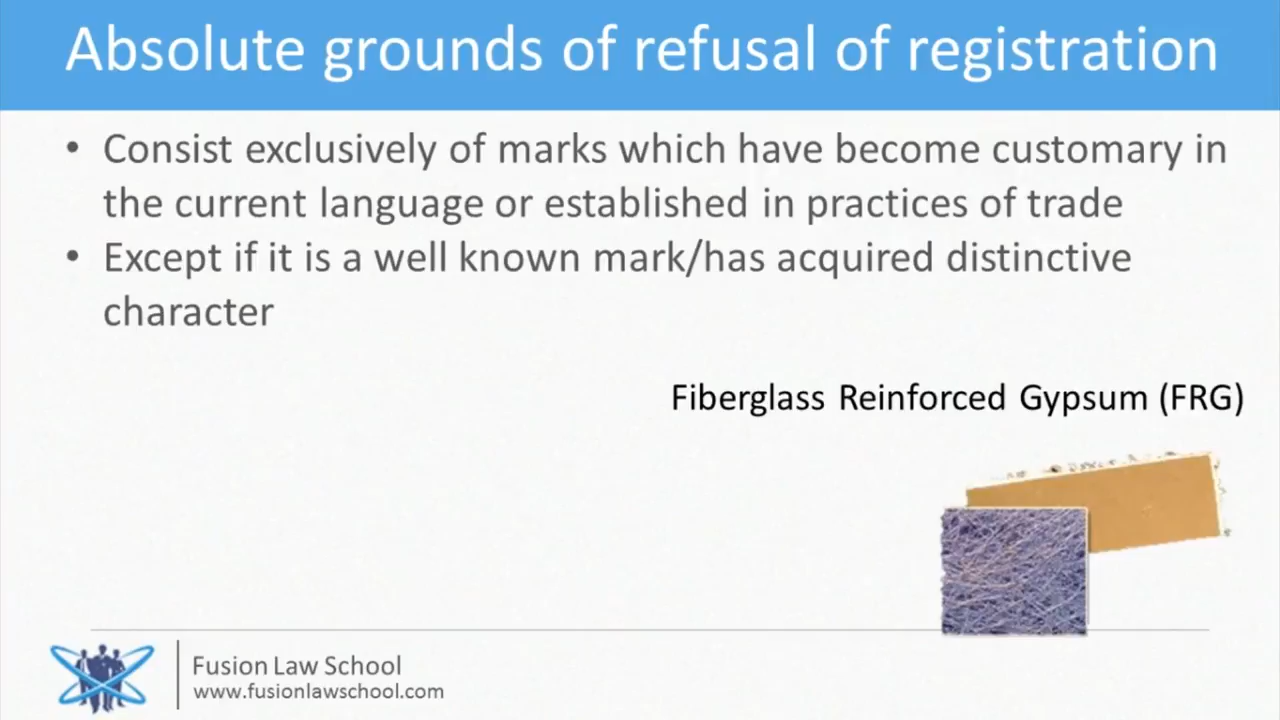 Absolute grounds of refusal of registration
• Consist exclusively of marks which have become customary in
the current language or established in practices of trade
• Except if it is a well known mark/has acquired distinctive
character
Fiberglass Reinforced Gypsum (FRG)
Fusion Law School
www.fusionlawschool.com